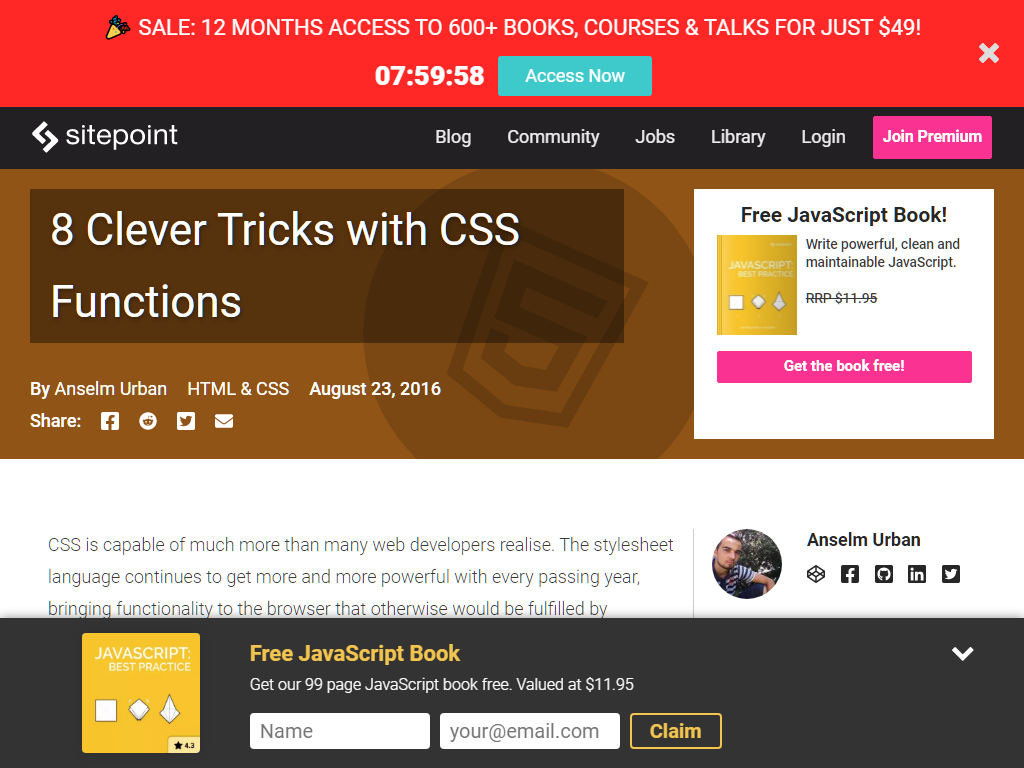 SALE: 12 MONTHS ACCESS TO 600+ BOOKS, COURSES & TALKS FOR JUST $49!
07:59:58 Access Now
sitepoint Blog Community Jobs Library Login Join Premium
8 Clever Tricks with CSS
Functions
By Anselm Urban HTML & CSS August 23, 2016
Share:
Free JavaScript Book!
JAVASCRIPT:
BEST PRACTICE
Write powerful, clean and
maintainable JavaScript.
RRP $11.95
Get the book free!
CSS is capable of much more than many web developers realise. The stylesheet
language continues to get more and more powerful with every passing year,
bringing functionality to the browser that otherwise would be fulfilled by
Anselm Urban
JAVASCRIPT:
BEST PRACTICE
4.3
Free JavaScript Book
Get our 99 page JavaScript book free. Valued at $11.95
Name your@email.com Claim